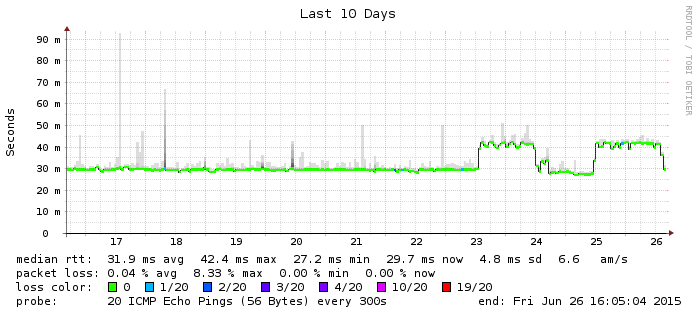 Last 10 Days
RRDTOOL / TOBI OETIKER
Seconds
90 m
80 m
70 m
60 m
50 m
40 m
30 m
20 m
10 m
0
17 18 19 20 21 22 23 24 25 26
median rtt: 31.9 ms avg 42.4 ms max 27.2 ms min 29.7 ms now 4.8 ms sd 6.6 am/s
packet loss: 0.04 % avg 8.33 % max 0.00 % min 0.00 % now
loss color: 0 1/20 2/20 3/20 4/20 10/20 19/20
probe: 20 ICMP Echo Pings (56 Bytes) every 300s end: Fri Jun 26 16:05:04 2015